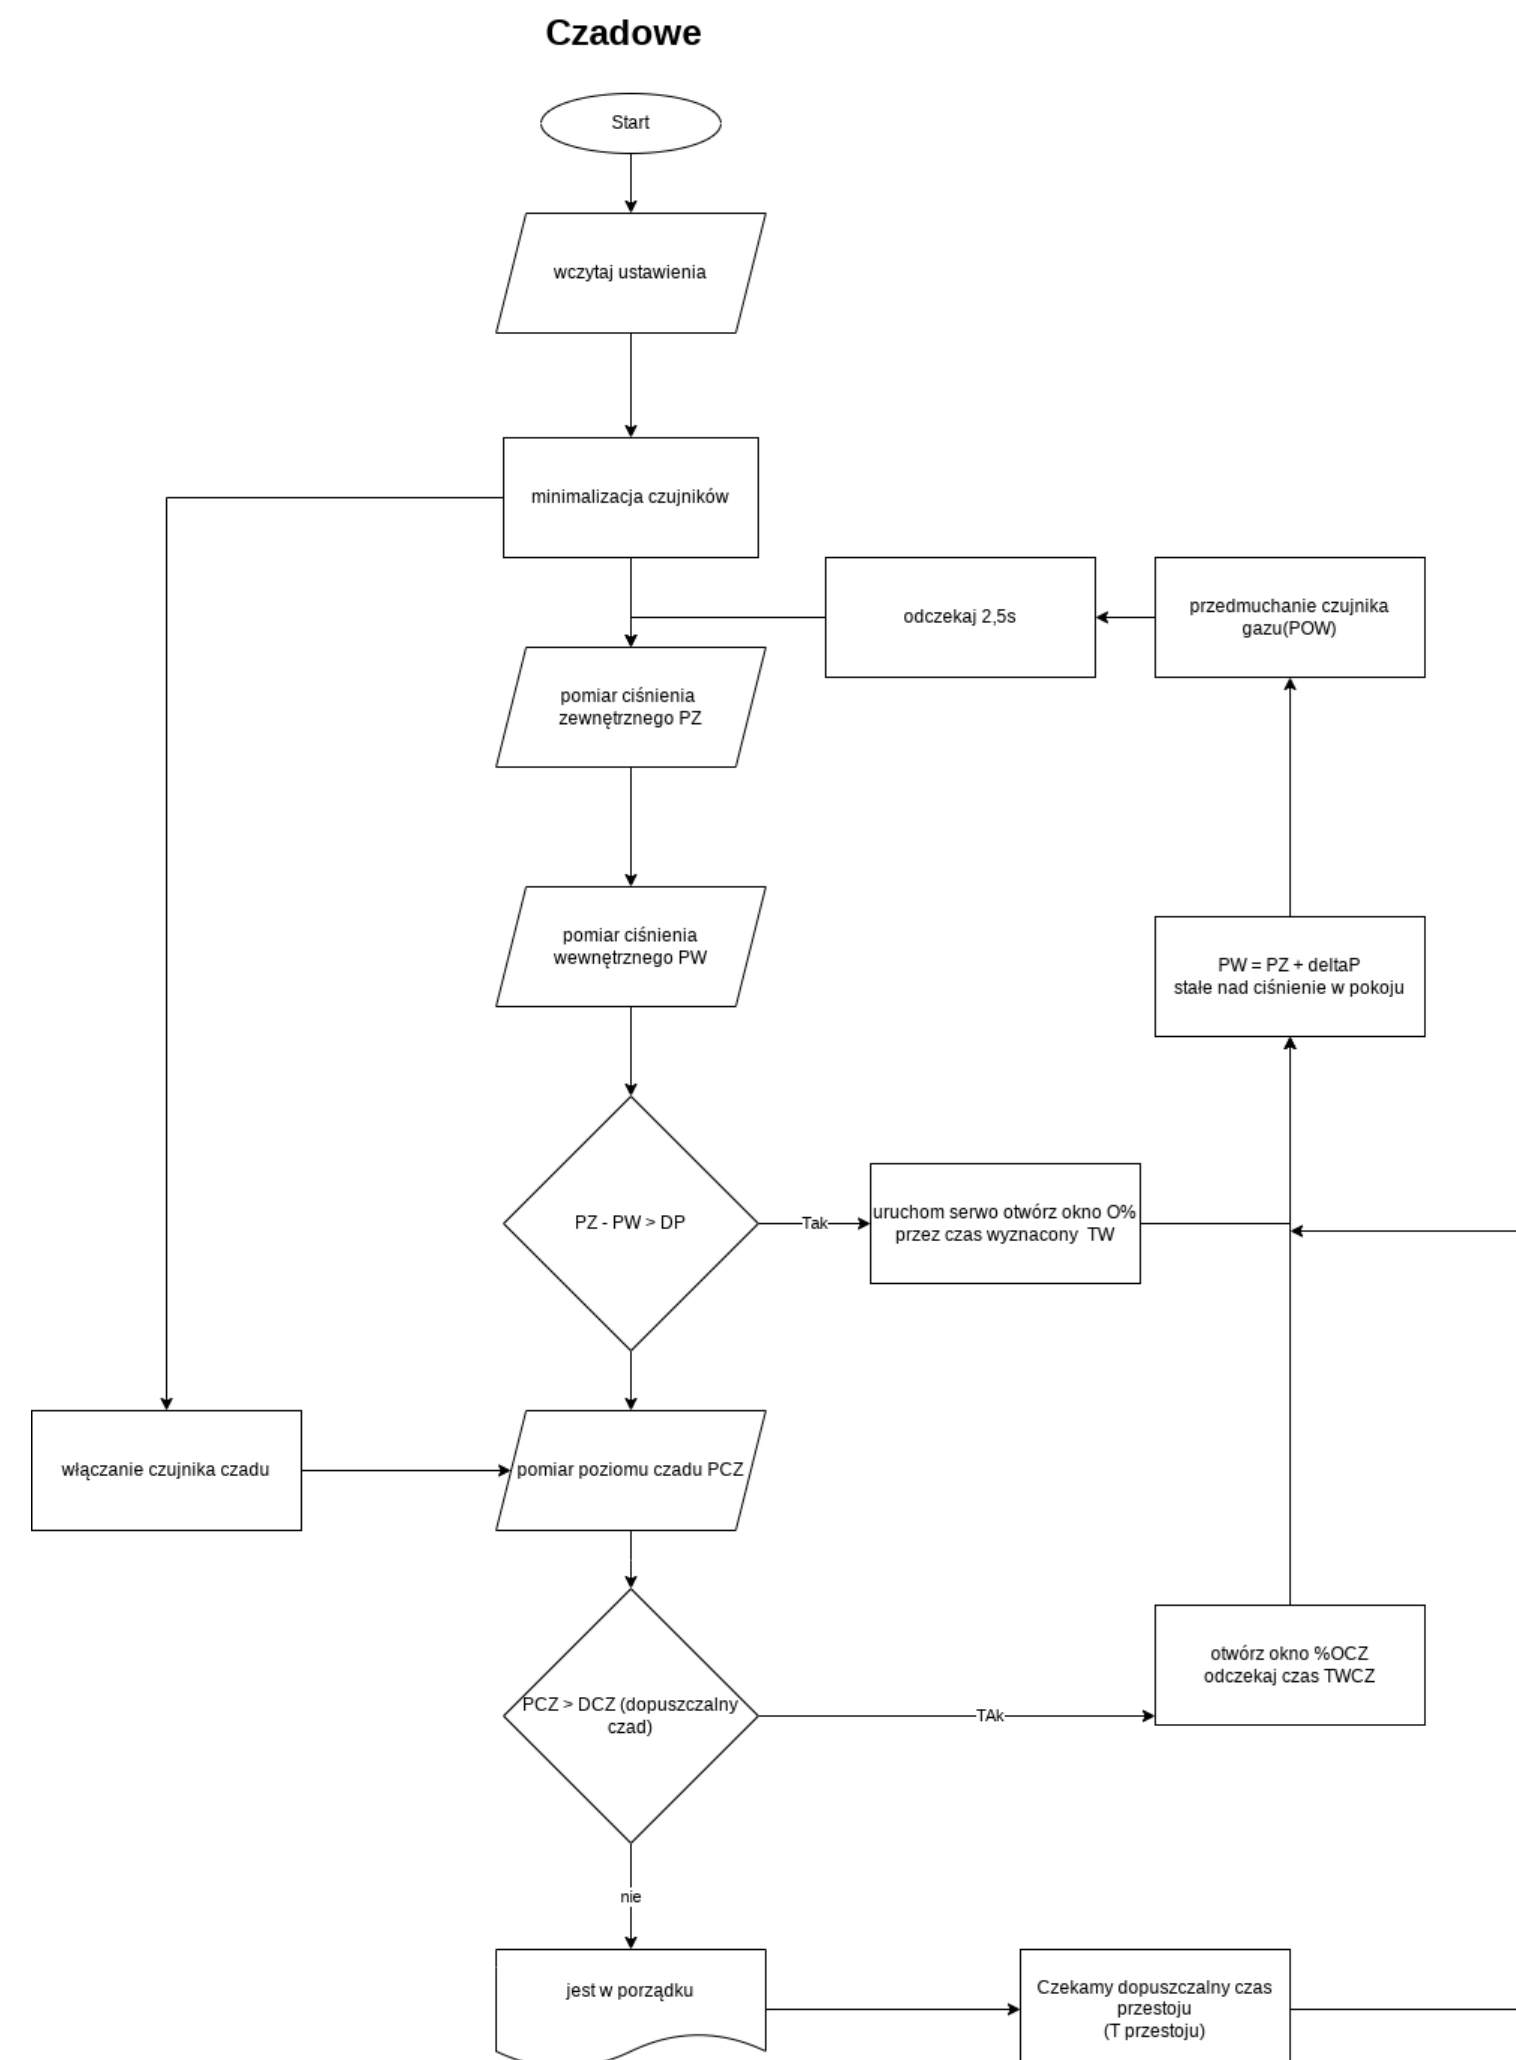 Czadowe
Start
wczytaj ustawienia
minimalizacja czujników
odczekaj 2,5s
przedmuchanie czujnika
gazu(POW)
pomiar ciśnienia
zewnętrznego PZ
pomiar ciśnienia
wewnętrznego PW
PW = PZ + deltaP
stałe nad ciśnienie w pokoju
PZ - PW > DP
Tak
uruchom serwo otwórz okno O%
przez czas wyznacony TW
włączanie czujnika czadu
pomiar poziomu czadu PCZ
otwórz okno %OCZ
odczekaj czas TWCZ
PCZ > DCZ (dopuszczalny
czad)
TAk
nie
jest w porządku
Czekamy dopuszczalny czas
przestoju
(T przestoju)